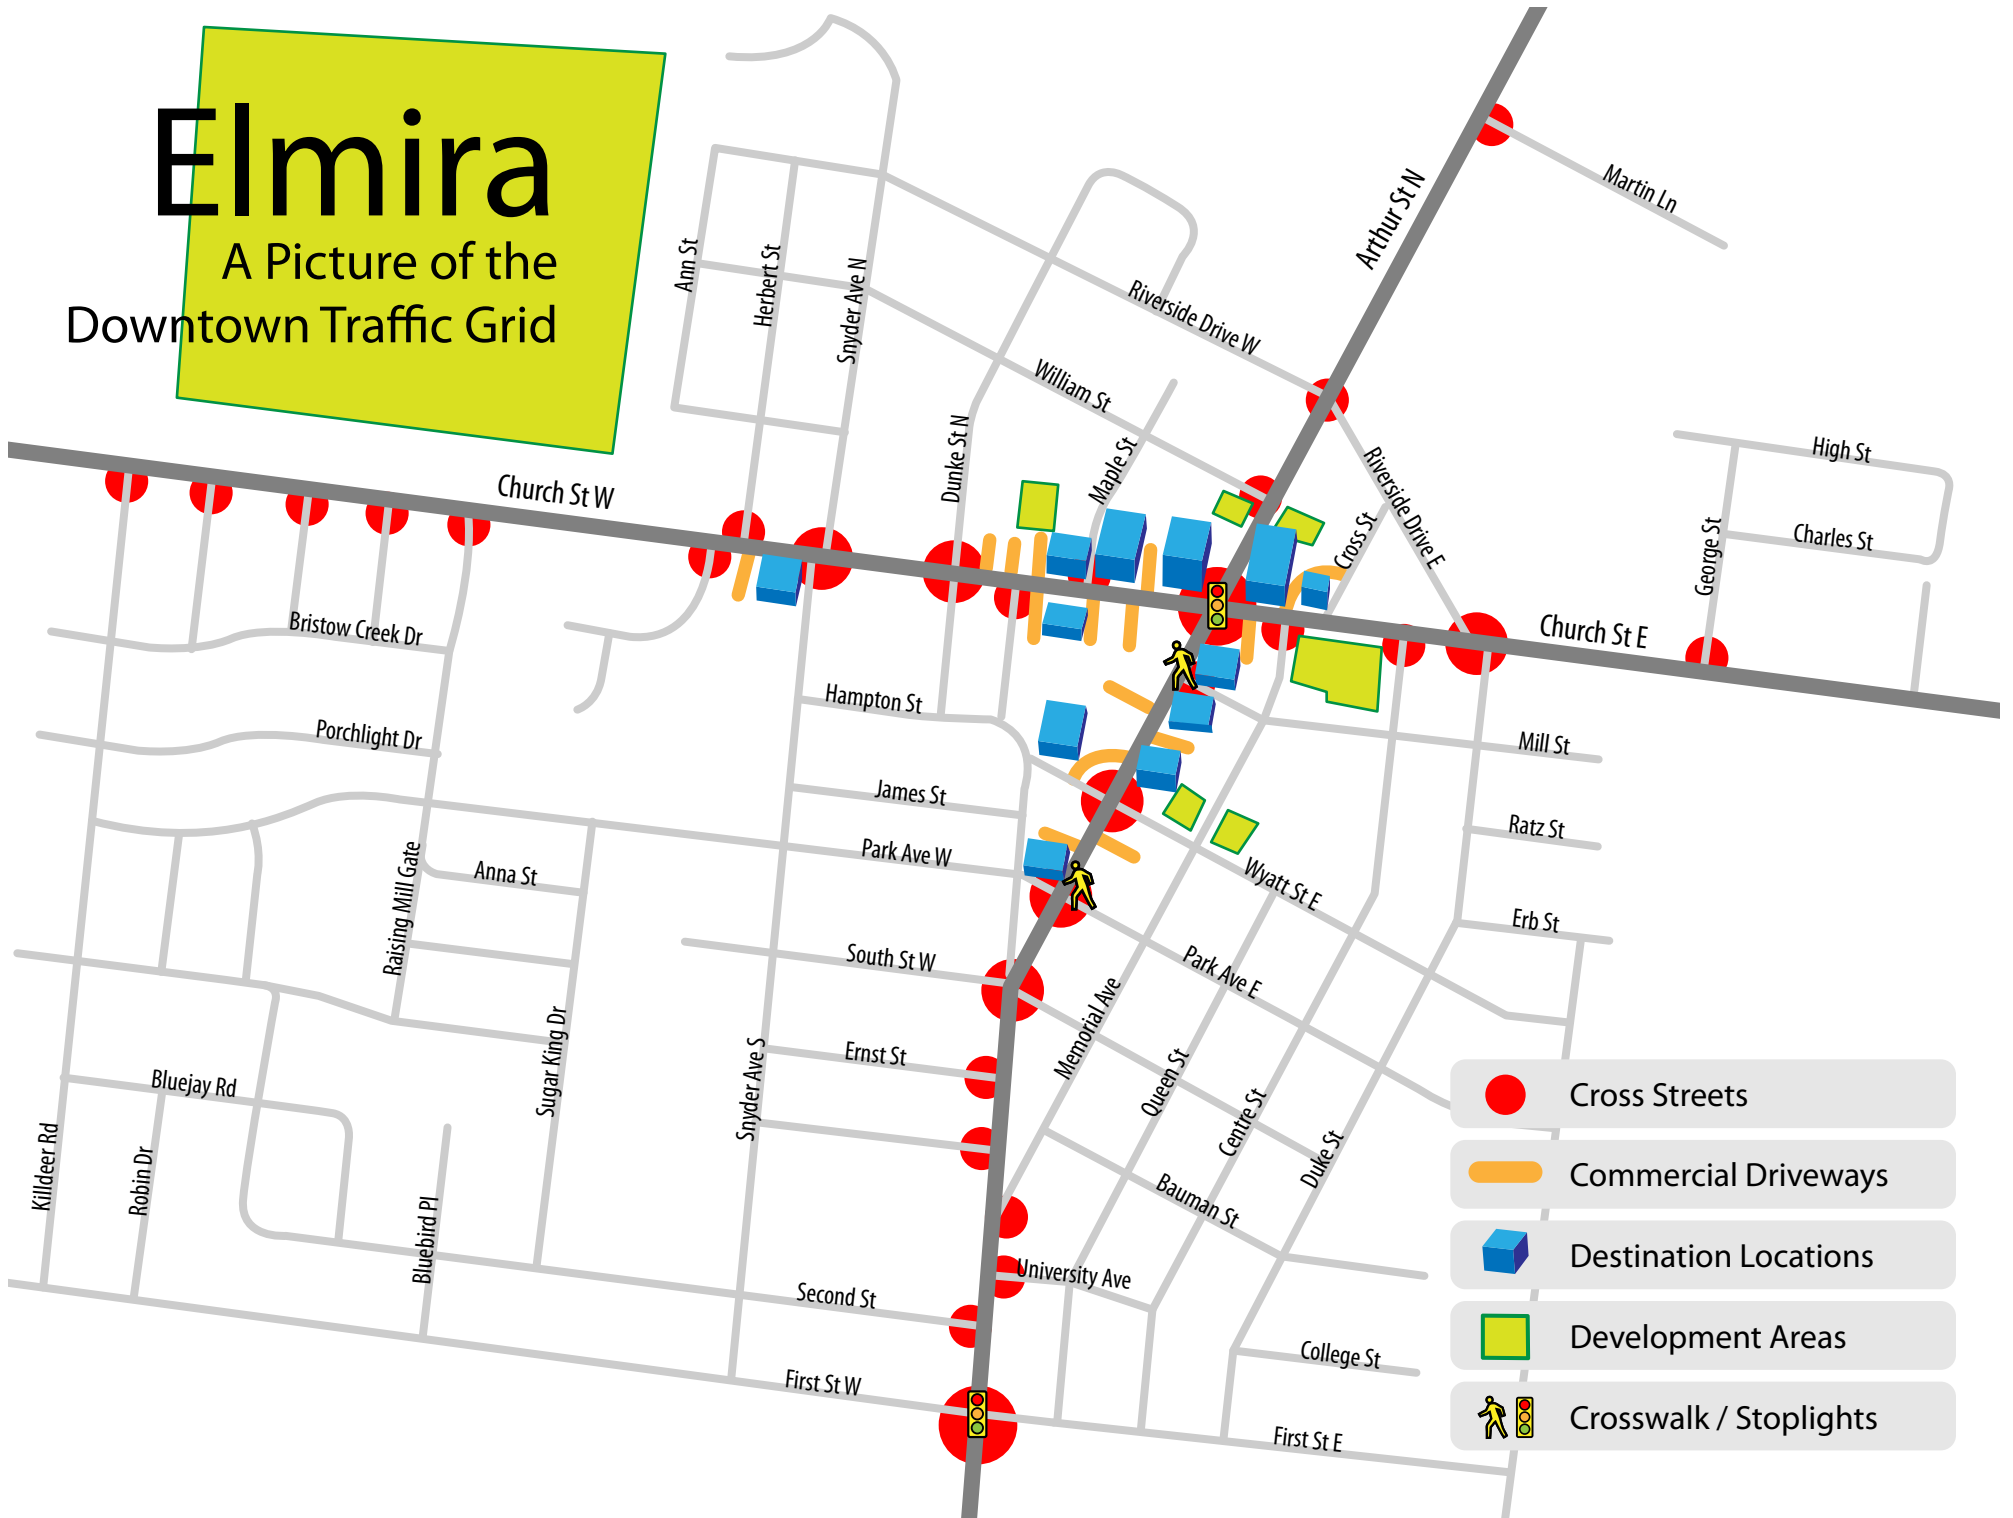 Elmira
A Picture of the
Downtown Traffic Grid
Arthur St N
Martin Ln
Ann St
Herbert St
Snyder Ave N
Riverside Drive W
William St
Dunke St N
Maple St
Cross St
Riverside Drive E
High St
Charles St
George St
Church St W
Church St E
Bristow Creek Dr
Porchlight Dr
Hampton St
James St
Park Ave W
Mill St
Ratz St
Erb St
Wyatt St E
Park Ave E
Anna St
Raising Mill Gate
South St W
Ernst St
Sugar King Dr
Snyder Ave S
Memorial Ave
Queen St
Centre St
Duke St
Bluejay Rd
Killdeer Rd
Robin Dr
Bluebird Pl
Bauman St
University Ave
Second St
College St
First St W
First St E
Cross Streets
Commercial Driveways
Destination Locations
Development Areas
Crosswalk / Stoplights